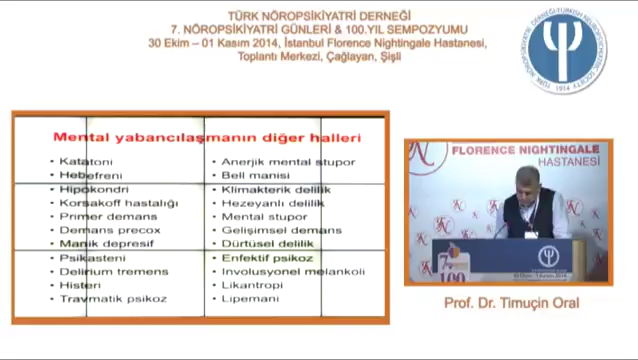 TÜRK NÖROPSİKİYATRİ DERNEĞİ
7. NÖROPSİKİYATRİ GÜNLERİ & 100.YIL SEMPOZYUMU
30 Ekim – 01 Kasım 2014, İstanbul Florence Nightingale Hastanesi,
Toplantı Merkezi, Çağlayan, Şişli
Mental yabancılaşmanın diğer halleri
• Katatoni
• Hebefreni
• Hipokondri
• Korsakoff hastalığı
• Primer demans
• Demans precox
• Manik depresif
• Psikasteni
• Delirium tremens
• Histeri
• Travmatik psikoz
• Anerjik mental stupor
• Bell manisi
• Klimakterik delilik
• Hezeyanlı delilik
• Mental stupor
• Gelişimsel demans
• Dürtüsel delilik
• Enfektif psikoz
• Involusyonel melankoli
• Likantropi
• Lipemani
FLORENCE NIGHTINGALE
HASTANESİ
100
Prof. Dr. Timuçin Oral